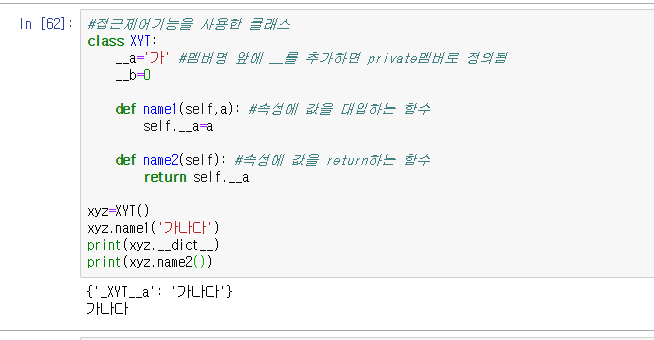 In [62]: #접근제어기능을 사용한 클래스
class XYT:
    __a='가' #멤버명 앞에 __를 추가하면 private멤버로 정의됨
    __b=0
    def name1(self,a): #속성에 값을 대입하는 함수
        self.__a=a
    def name2(self): #속성에 값을 return하는 함수
        return self.__a
xyz=XYT()
xyz.name1('가나다')
print(xyz.__dict__)
print(xyz.name2())
{'_XYT__a': '가나다'}
가나다